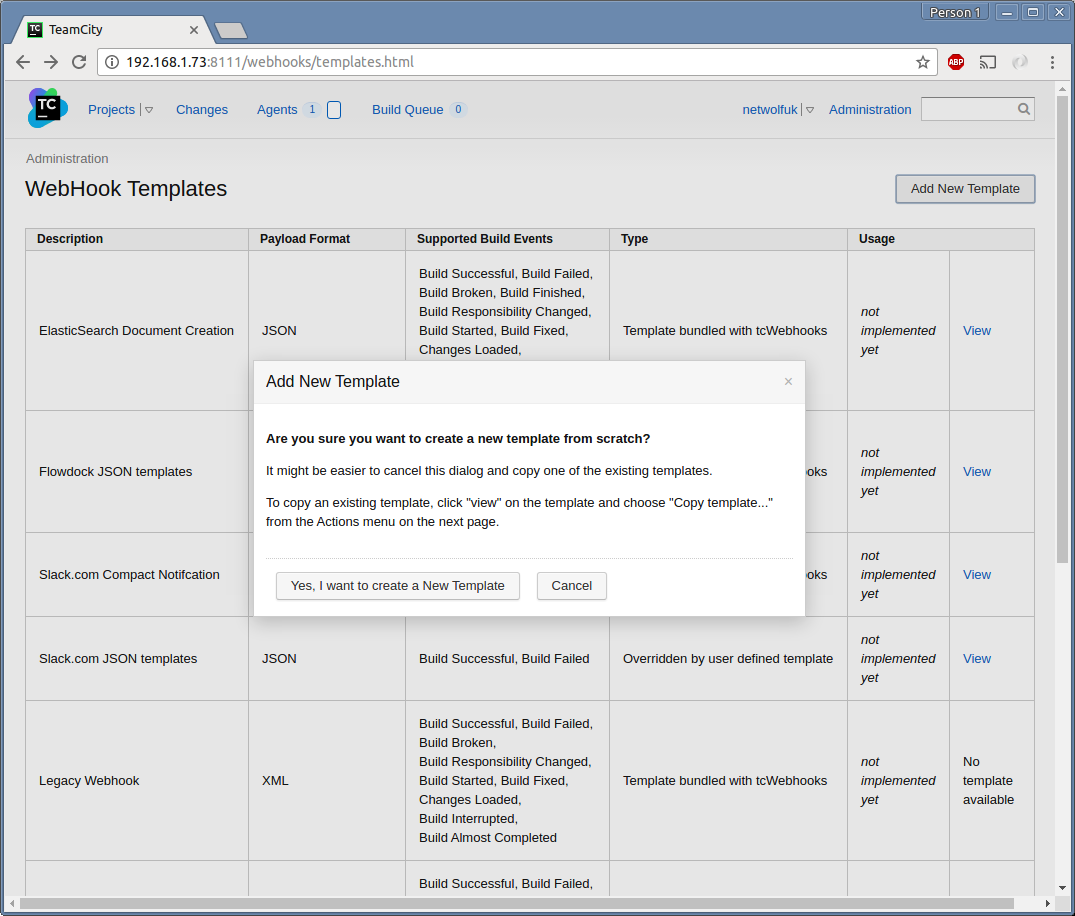 Person 1
TC TeamCity
192.168.1.73:8111/webhooks/templates.html
ABP
TC
Projects
Changes
Agents 1
Build Queue 0
netwolfuk
Administration
Administration
WebHook Templates
Add New Template
Description
Payload Format
Supported Build Events
Type
Usage
ElasticSearch Document Creation
JSON
Build Successful, Build Failed,
Build Broken, Build Finished,
Build Responsibility Changed,
Build Started, Build Fixed,
Changes Loaded,
Template bundled with tcWebhooks
not
implemented
yet
View
Add New Template
×
Are you sure you want to create a new template from scratch?
It might be easier to cancel this dialog and copy one of the existing templates.
To copy an existing template, click "view" on the template and choose "Copy template..."
from the Actions menu on the next page.
Yes, I want to create a New Template
Cancel
Flowdock JSON templates
not
implemented
yet
View
Slack.com Compact Notifcation
not
implemented
yet
View
Slack.com JSON templates
JSON
Build Successful, Build Failed
Overridden by user defined template
not
implemented
yet
View
Legacy Webhook
XML
Build Successful, Build Failed,
Build Broken,
Build Responsibility Changed,
Build Started, Build Fixed,
Changes Loaded,
Build Interrupted,
Build Almost Completed
Template bundled with tcWebhooks
not
implemented
yet
No
template
available
Build Successful, Build Failed,